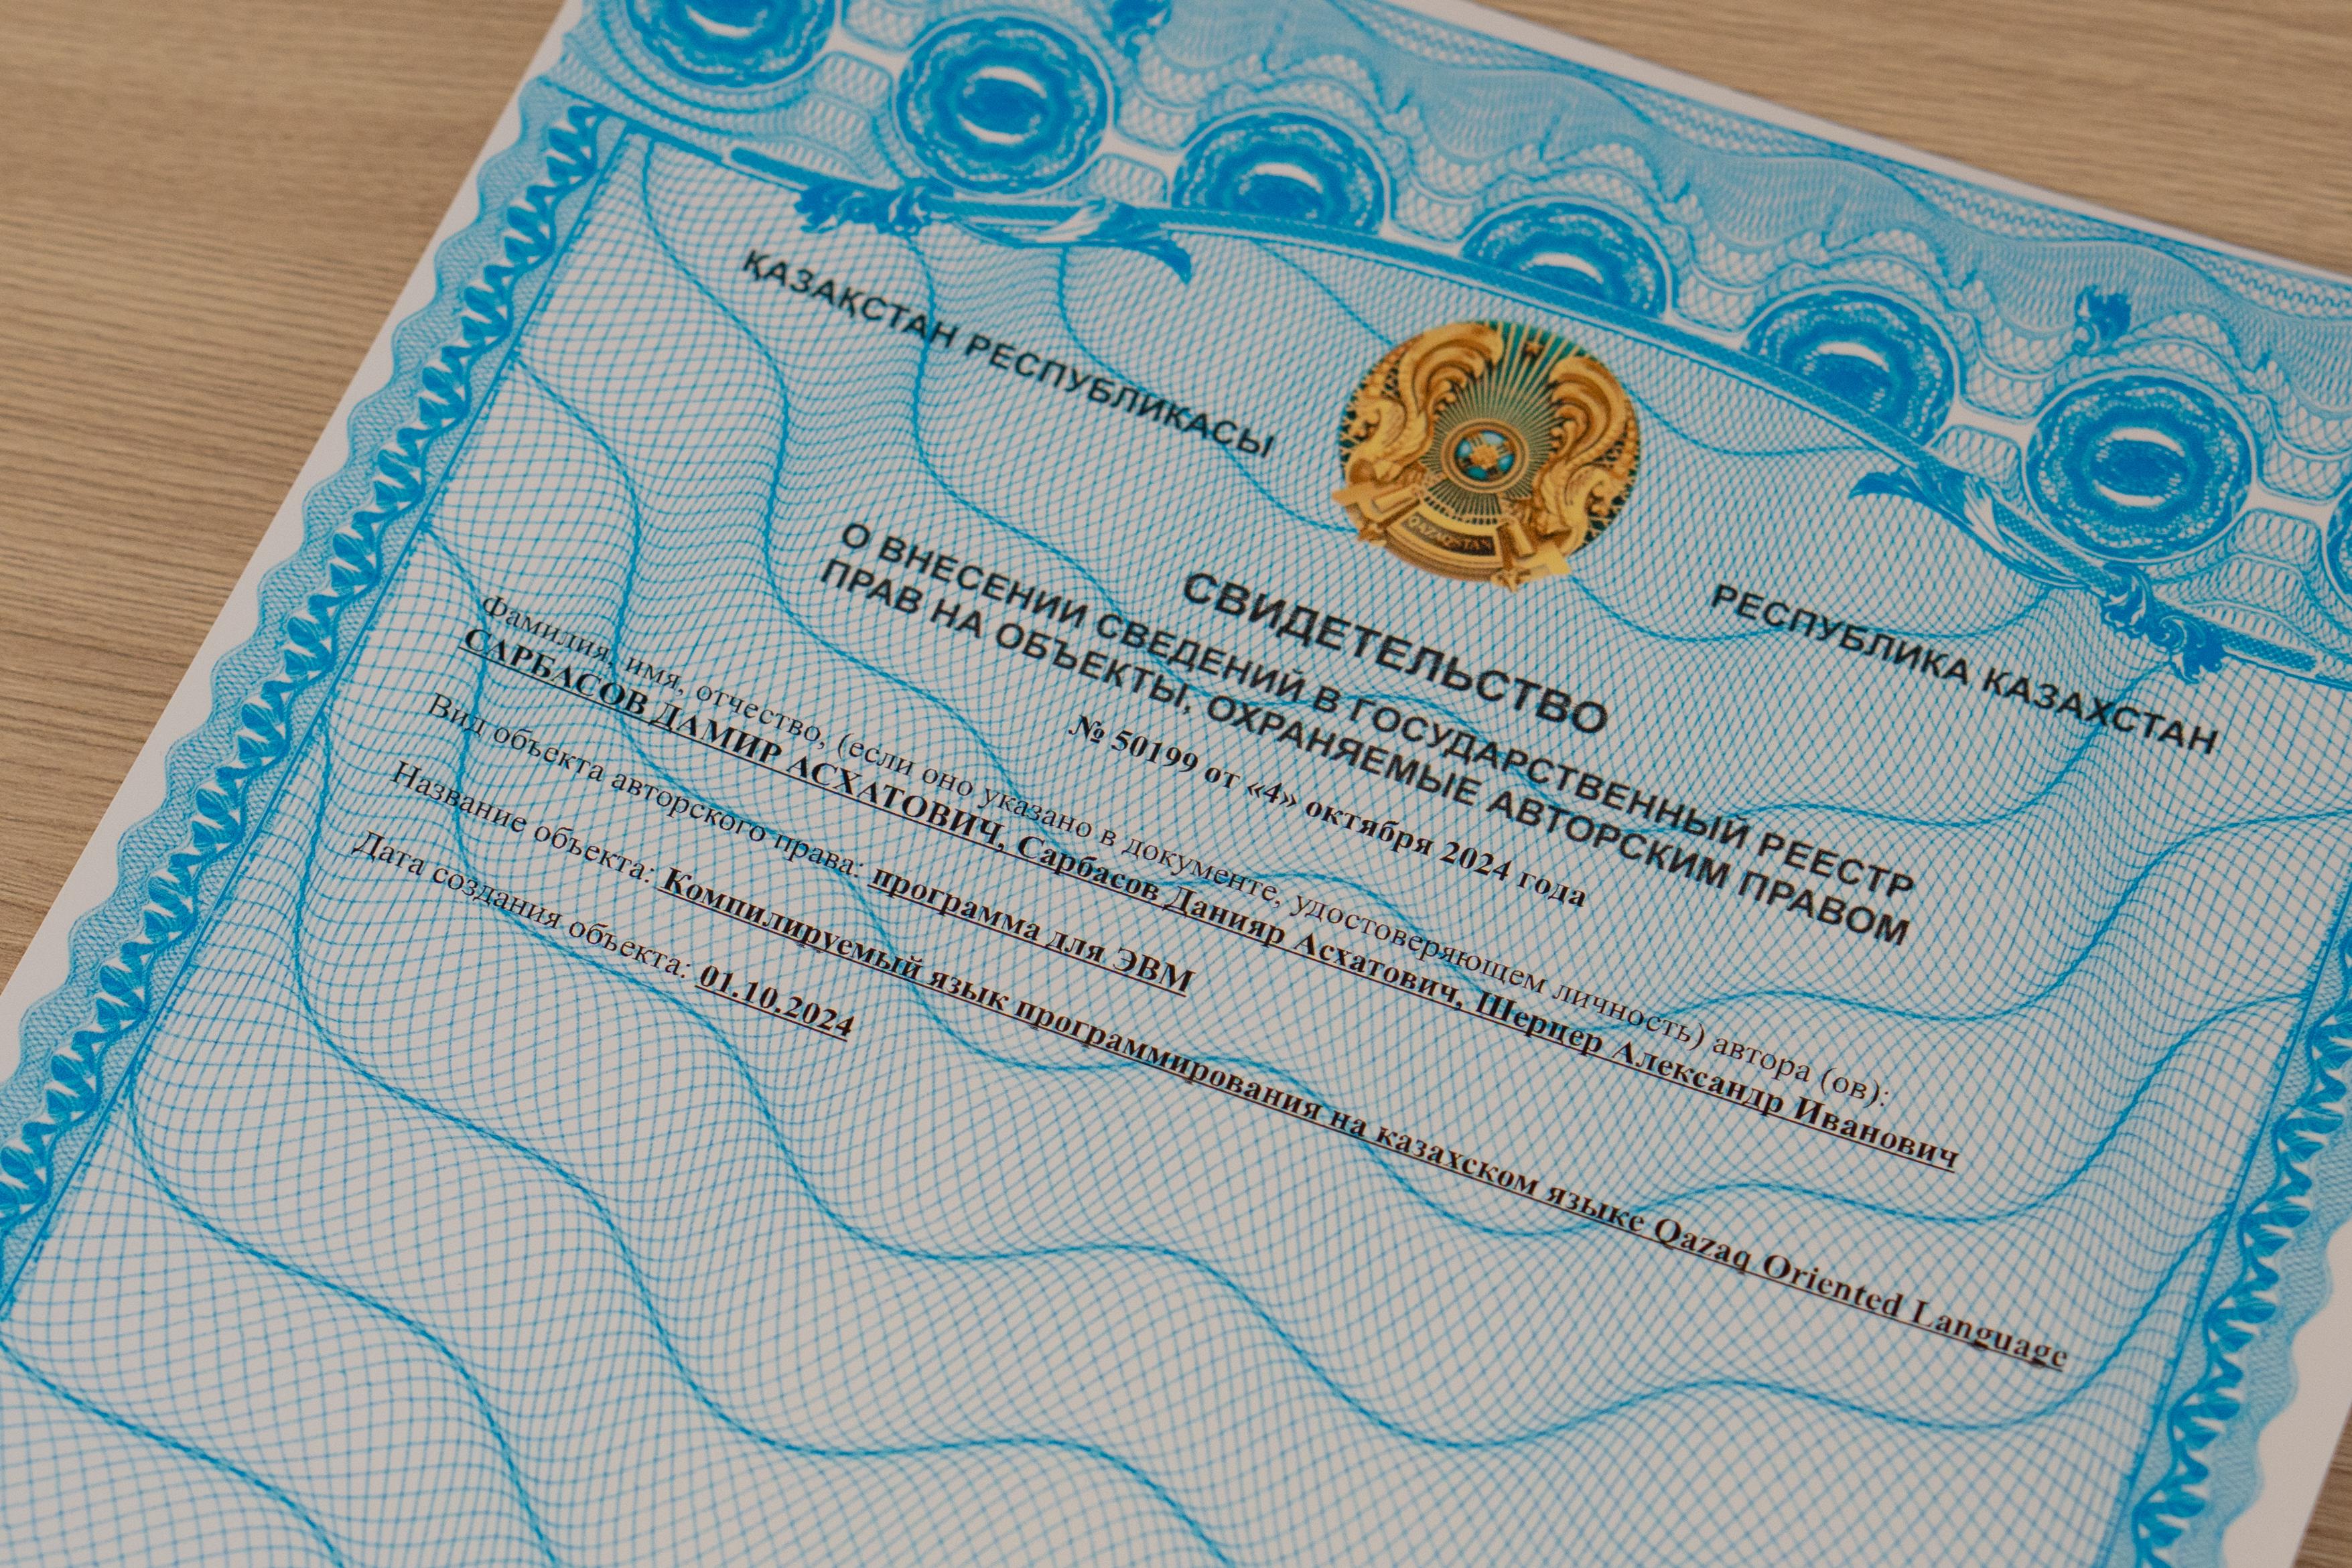 ҚАЗАҚСТАН РЕСПУБЛИКАСЫ
РЕСПУБЛИКА КАЗАХСТАН
QAZAQSTAN
СВИДЕТЕЛЬСТВО
О ВНЕСЕНИИ СВЕДЕНИЙ В ГОСУДАРСТВЕННЫЙ РЕЕСТР
ПРАВ НА ОБЪЕКТЫ, ОХРАНЯЕМЫЕ АВТОРСКИМ ПРАВОМ
№ 50199 от «4» октября 2024 года
Фамилия, имя, отчество, (если оно указано в документе, удостоверяющем личность) автора (ов):
САРБАСОВ ДАМИР АСХАТОВИЧ, Сарбасов Данияр Асхатович, Шерцер Александр Иванович
Вид объекта авторского права: программа для ЭВМ
Название объекта: Компилируемый язык программирования на казахском языке Qazaq Oriented Language
Дата создания объекта: 01.10.2024